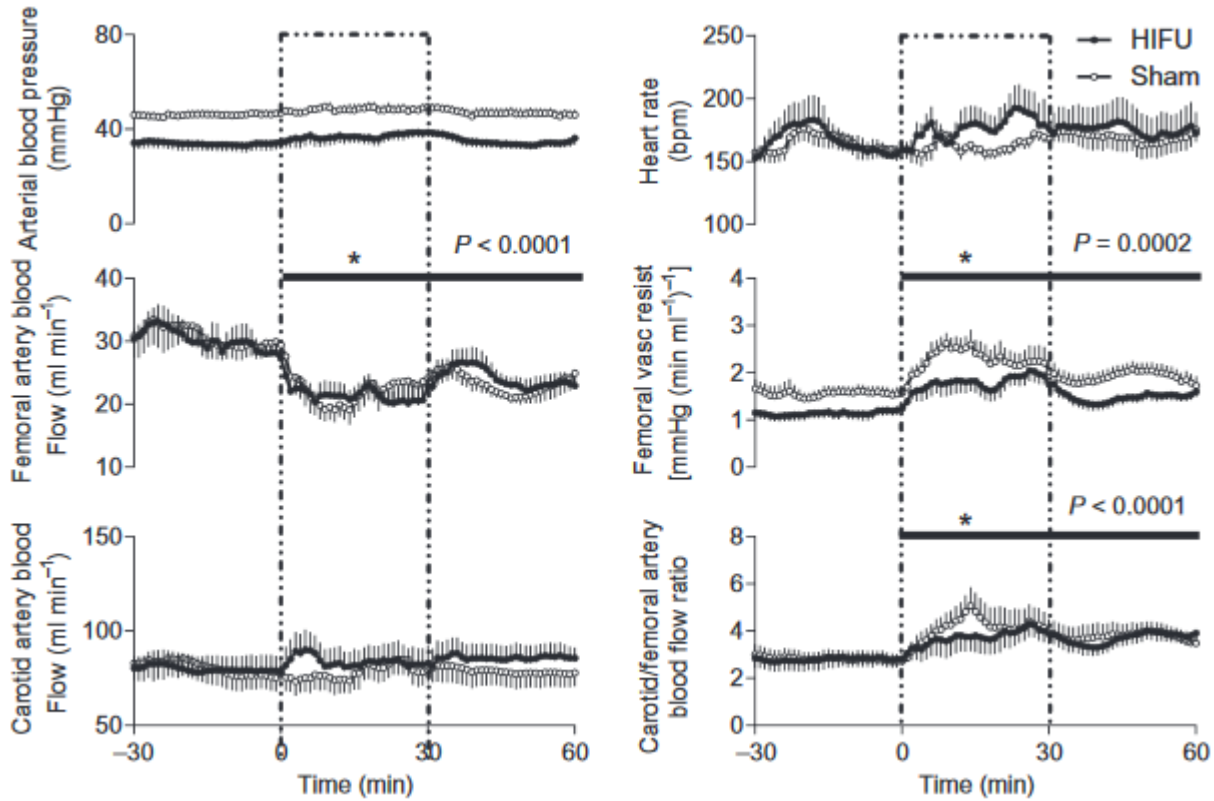 Arterial blood pressure
(mmHg)
80
40
0
Heart rate
(bpm)
250
200
150
100
HIFU
Sham
Femoral artery blood
Flow (ml min⁻¹)
40
30
20
10
*
P < 0.0001
Femoral vasc resist
[mmHg (min ml⁻¹)⁻¹]
4
3
2
1
0
*
P = 0.0002
Carotid artery blood
Flow (ml min⁻¹)
150
100
50
–30
0
30
60
Time (min)
Carotid/femoral artery
blood flow ratio
8
6
4
2
0
*
P < 0.0001
–30
0
30
60
Time (min)